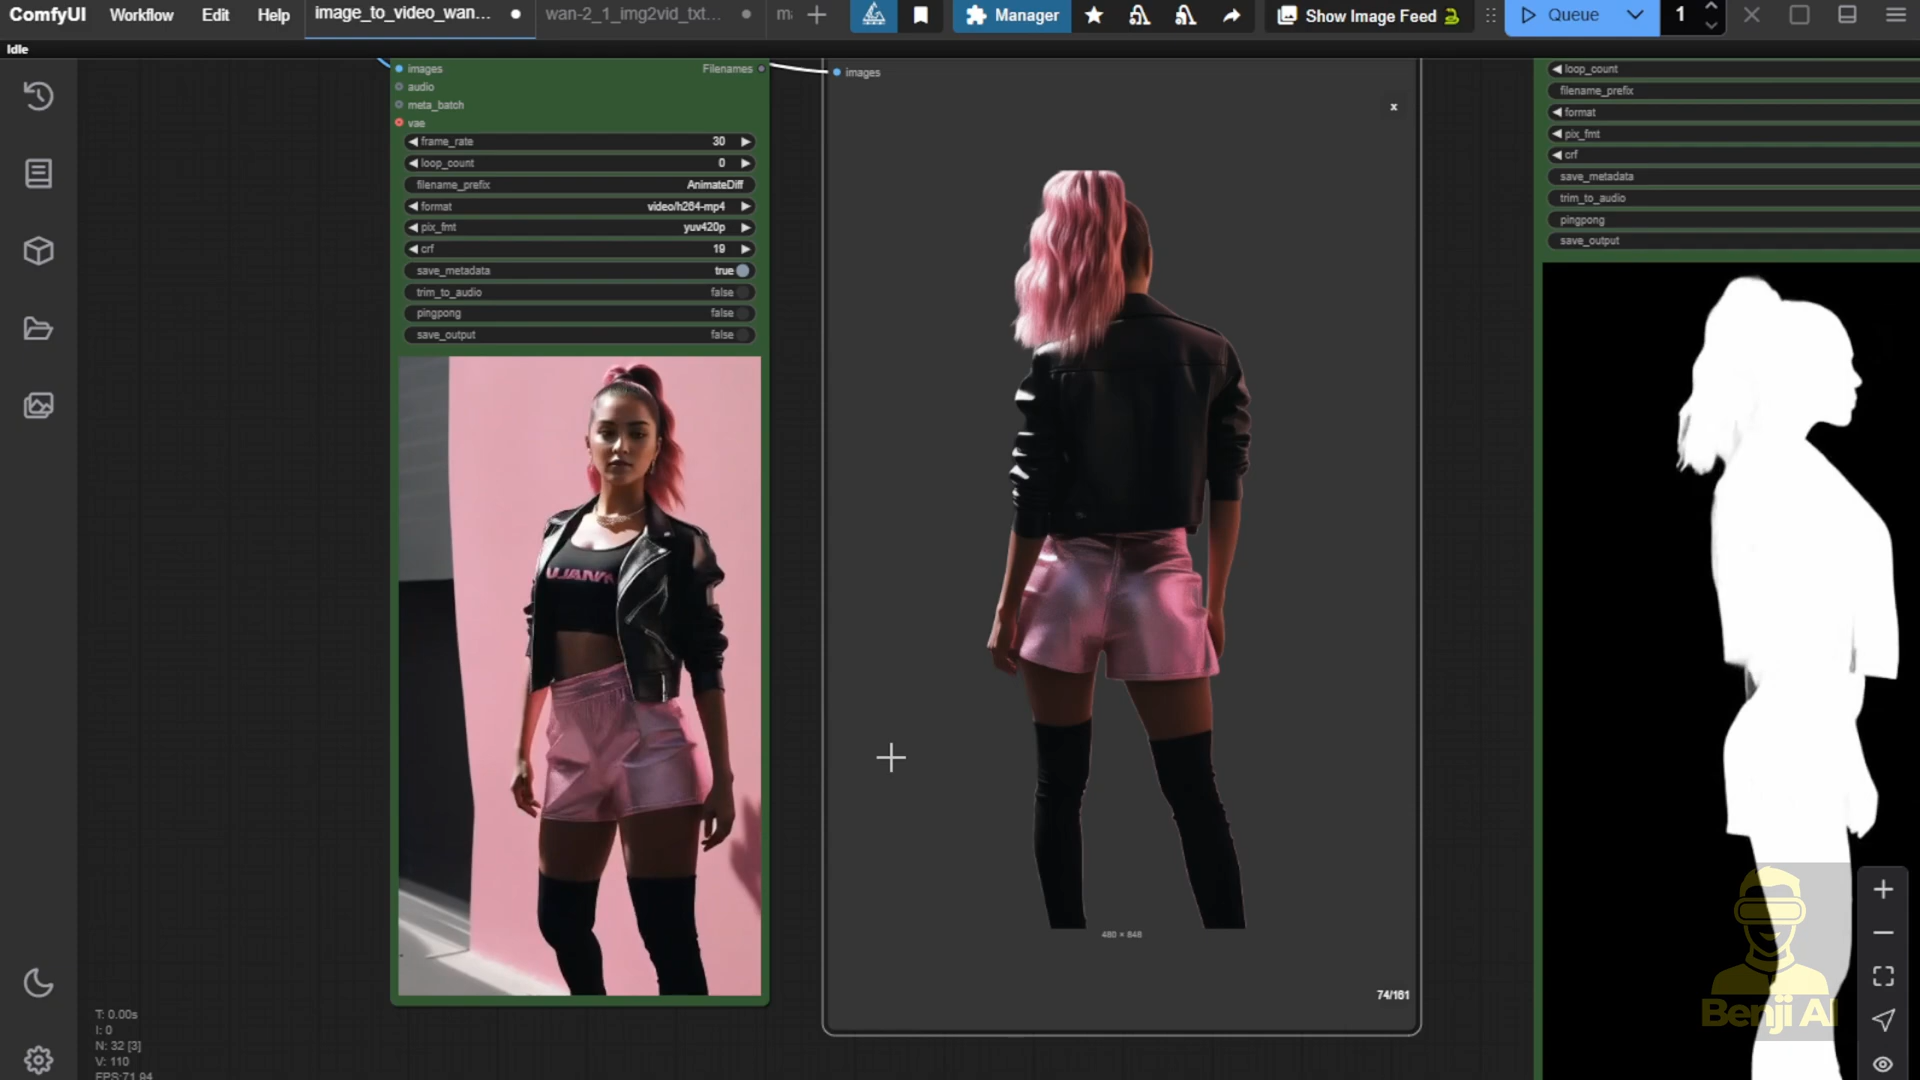 ComfyUI Workflow Edit Help image_to_video_wan... wan-2_1_img2vid_txt... Manager Show Image Feed Queue 1
Idle
images Filenames
audio
meta_batch
vae
frame_rate 30
loop_count 0
filename_prefix AnimateDiff
format video/h264-mp4
pix_fmt yuv420p
crf 19
save_metadata true
trim_to_audio false
pingpong false
save_output false
images
x
480 × 848
74/161
loop_count
filename_prefix
format
pix_fmt
crf
save_metadata
trim_to_audio
pingpong
save_output
T: 0.00s
I: 0
N: 32 [3]
V: 110
FPS:71.94
Benji AI